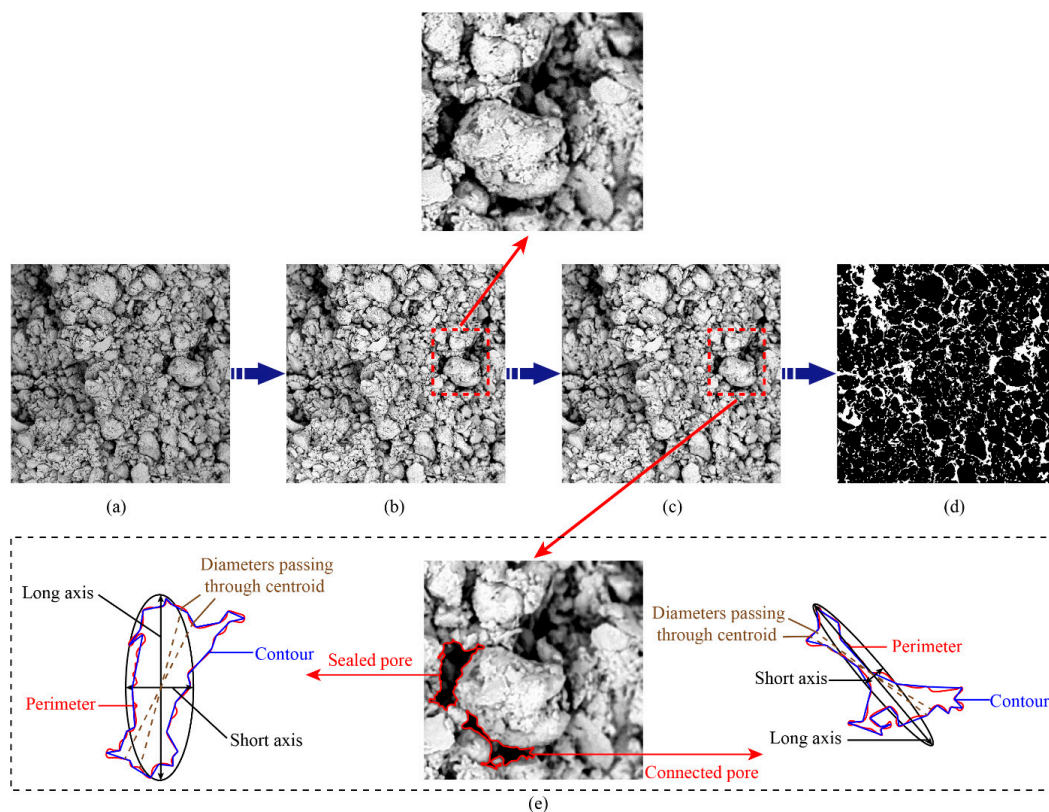 (a)
(b)
(c)
(d)
Diameters passing
through centroid
Long axis
Contour
Sealed pore
Perimeter
Short axis
Diameters passing
through centroid
Perimeter
Short axis
Contour
Long axis
Connected pore
(e)